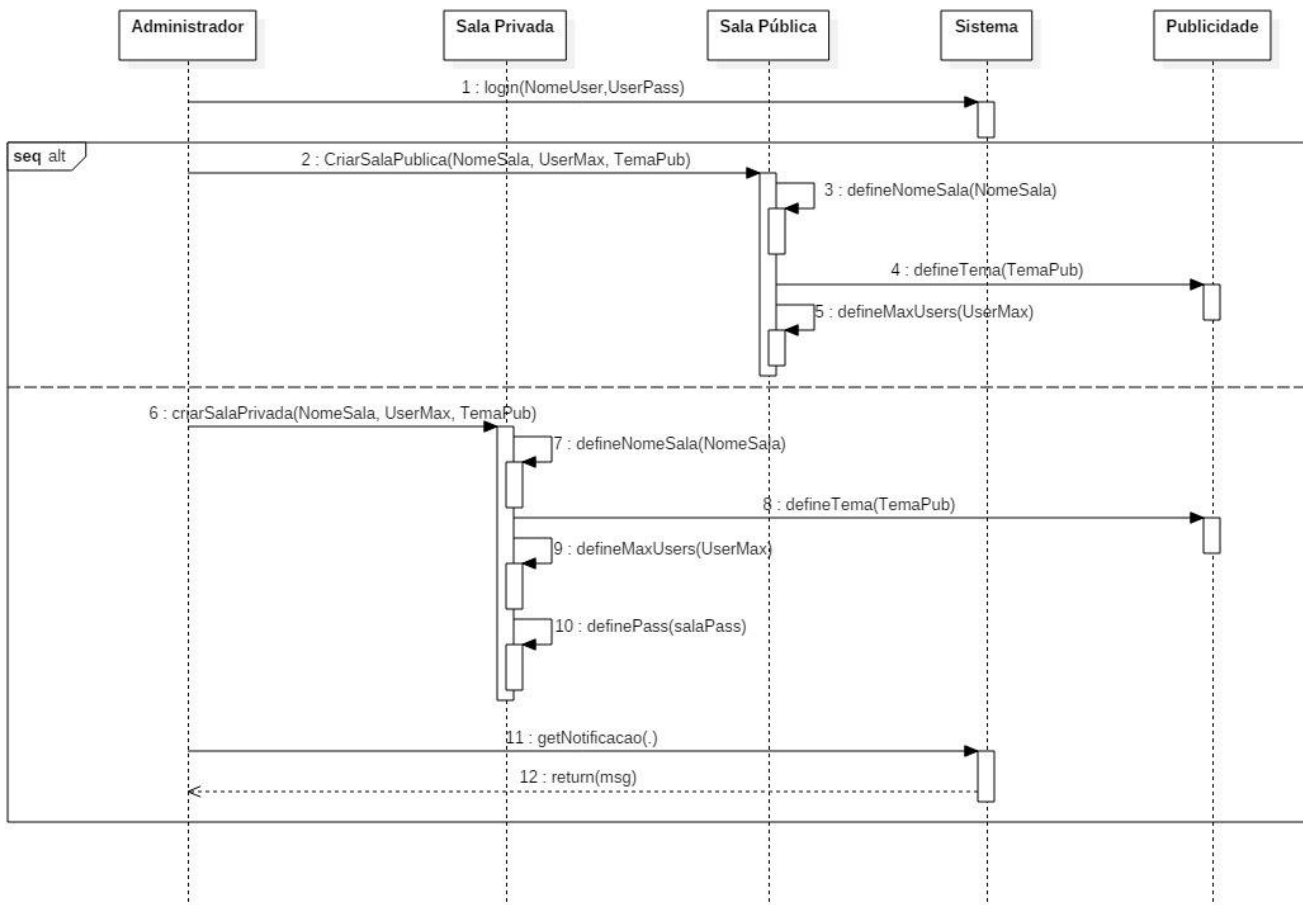 Administrador
Sala Privada
Sala Pública
Sistema
Publicidade
1 : login(NomeUser,UserPass)
seq alt
2 : CriarSalaPublica(NomeSala, UserMax, TemaPub)
3 : defineNomeSala(NomeSala)
4 : defineTema(TemaPub)
5 : defineMaxUsers(UserMax)
6 : criarSalaPrivada(NomeSala, UserMax, TemaPub)
7 : defineNomeSala(NomeSala)
8 : defineTema(TemaPub)
9 : defineMaxUsers(UserMax)
10 : definePass(salaPass)
11 : getNotificacao(.)
12 : return(msg)